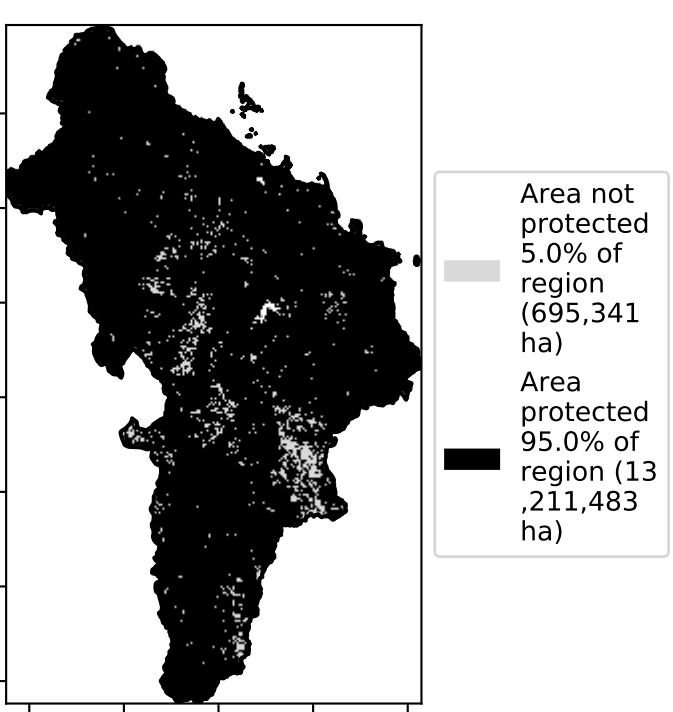 Area not
protected
5.0% of
region
(695,341
ha)
Area
protected
95.0% of
region (13
,211,483
ha)